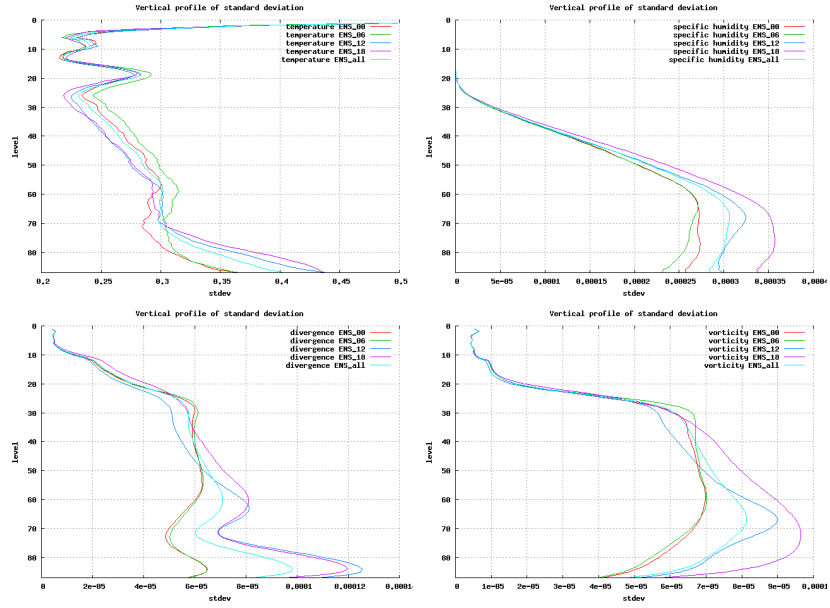 Vertical profile of standard deviation
temperature ENS_00
temperature ENS_06
temperature ENS_12
temperature ENS_18
temperature ENS_all
level
0
10
20
30
40
50
60
70
80
0,2 0,25 0,3 0,35 0,4 0,45 0,5
stdev
Vertical profile of standard deviation
specific humidity ENS_00
specific humidity ENS_06
specific humidity ENS_12
specific humidity ENS_18
specific humidity ENS_all
level
0
10
20
30
40
50
60
70
80
0 5e-05 0,0001 0,00015 0,0002 0,00025 0,0003 0,00035 0,0004
stdev
Vertical profile of standard deviation
divergence ENS_00
divergence ENS_06
divergence ENS_12
divergence ENS_18
divergence ENS_all
level
0
10
20
30
40
50
60
70
80
0 2e-05 4e-05 6e-05 8e-05 0,0001 0,00012 0,0001
stdev
Vertical profile of standard deviation
vorticity ENS_00
vorticity ENS_06
vorticity ENS_12
vorticity ENS_18
vorticity ENS_all
level
0
10
20
30
40
50
60
70
80
0 1e-05 2e-05 3e-05 4e-05 5e-05 6e-05 7e-05 8e-05 9e-05 0,0001
stdev